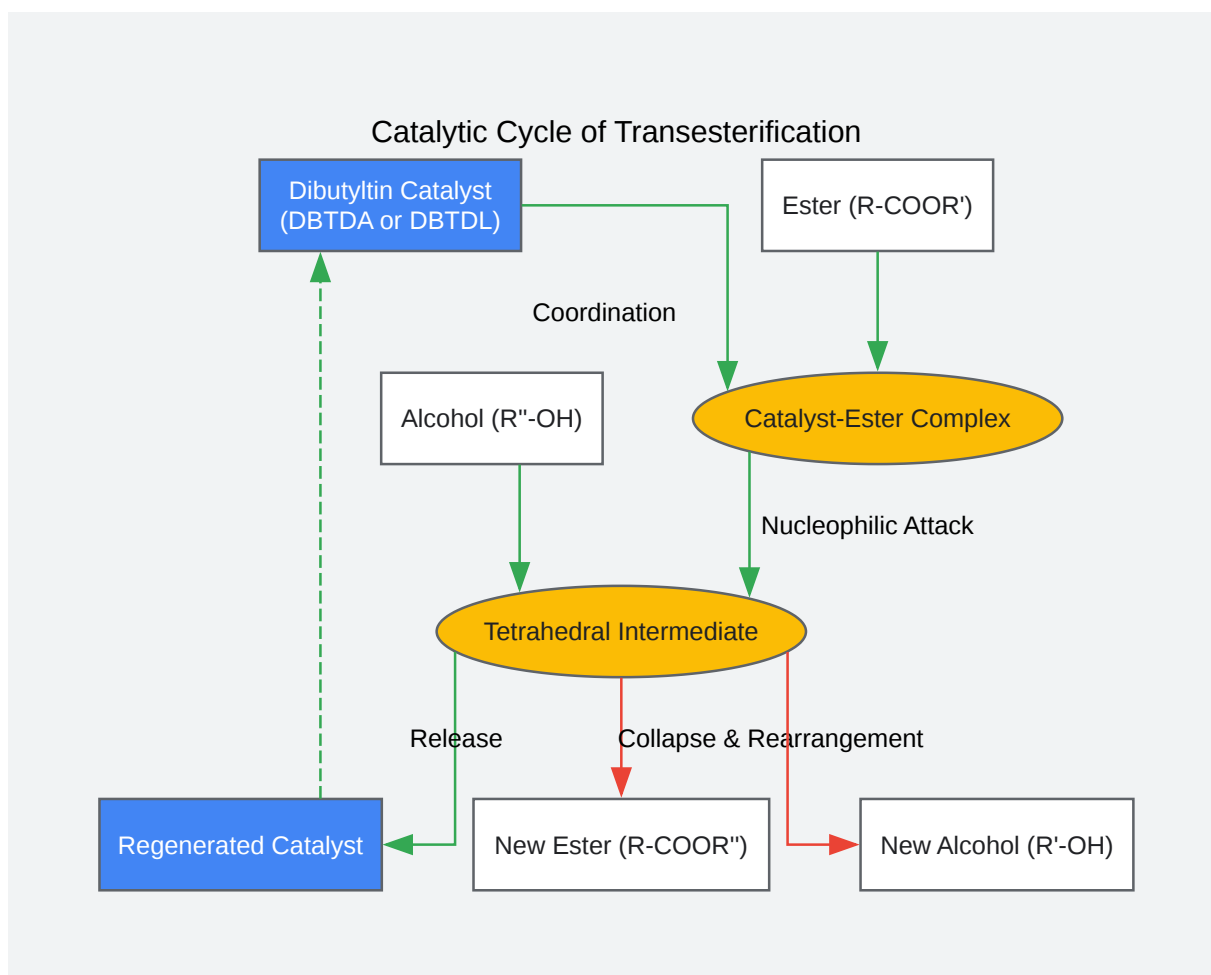 Catalytic Cycle of Transesterification
Dibutyltin Catalyst
(DBTDA or DBTDL)
Ester (R-COOR')
Coordination
Alcohol (R''-OH)
Catalyst-Ester Complex
Nucleophilic Attack
Tetrahedral Intermediate
Release
Collapse & Rearrangement
Regenerated Catalyst
New Ester (R-COOR'')
New Alcohol (R'-OH)